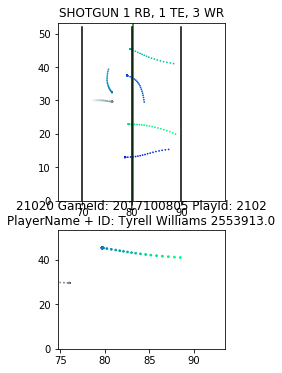 SHOTGUN 1 RB, 1 TE, 3 WR
50
40
30
20
10
0
70 80 90
21020 GameId: 2017100805 PlayId: 2102
PlayerName + ID: Tyrell Williams 2553913.0
40
20
0
75 80 85 90